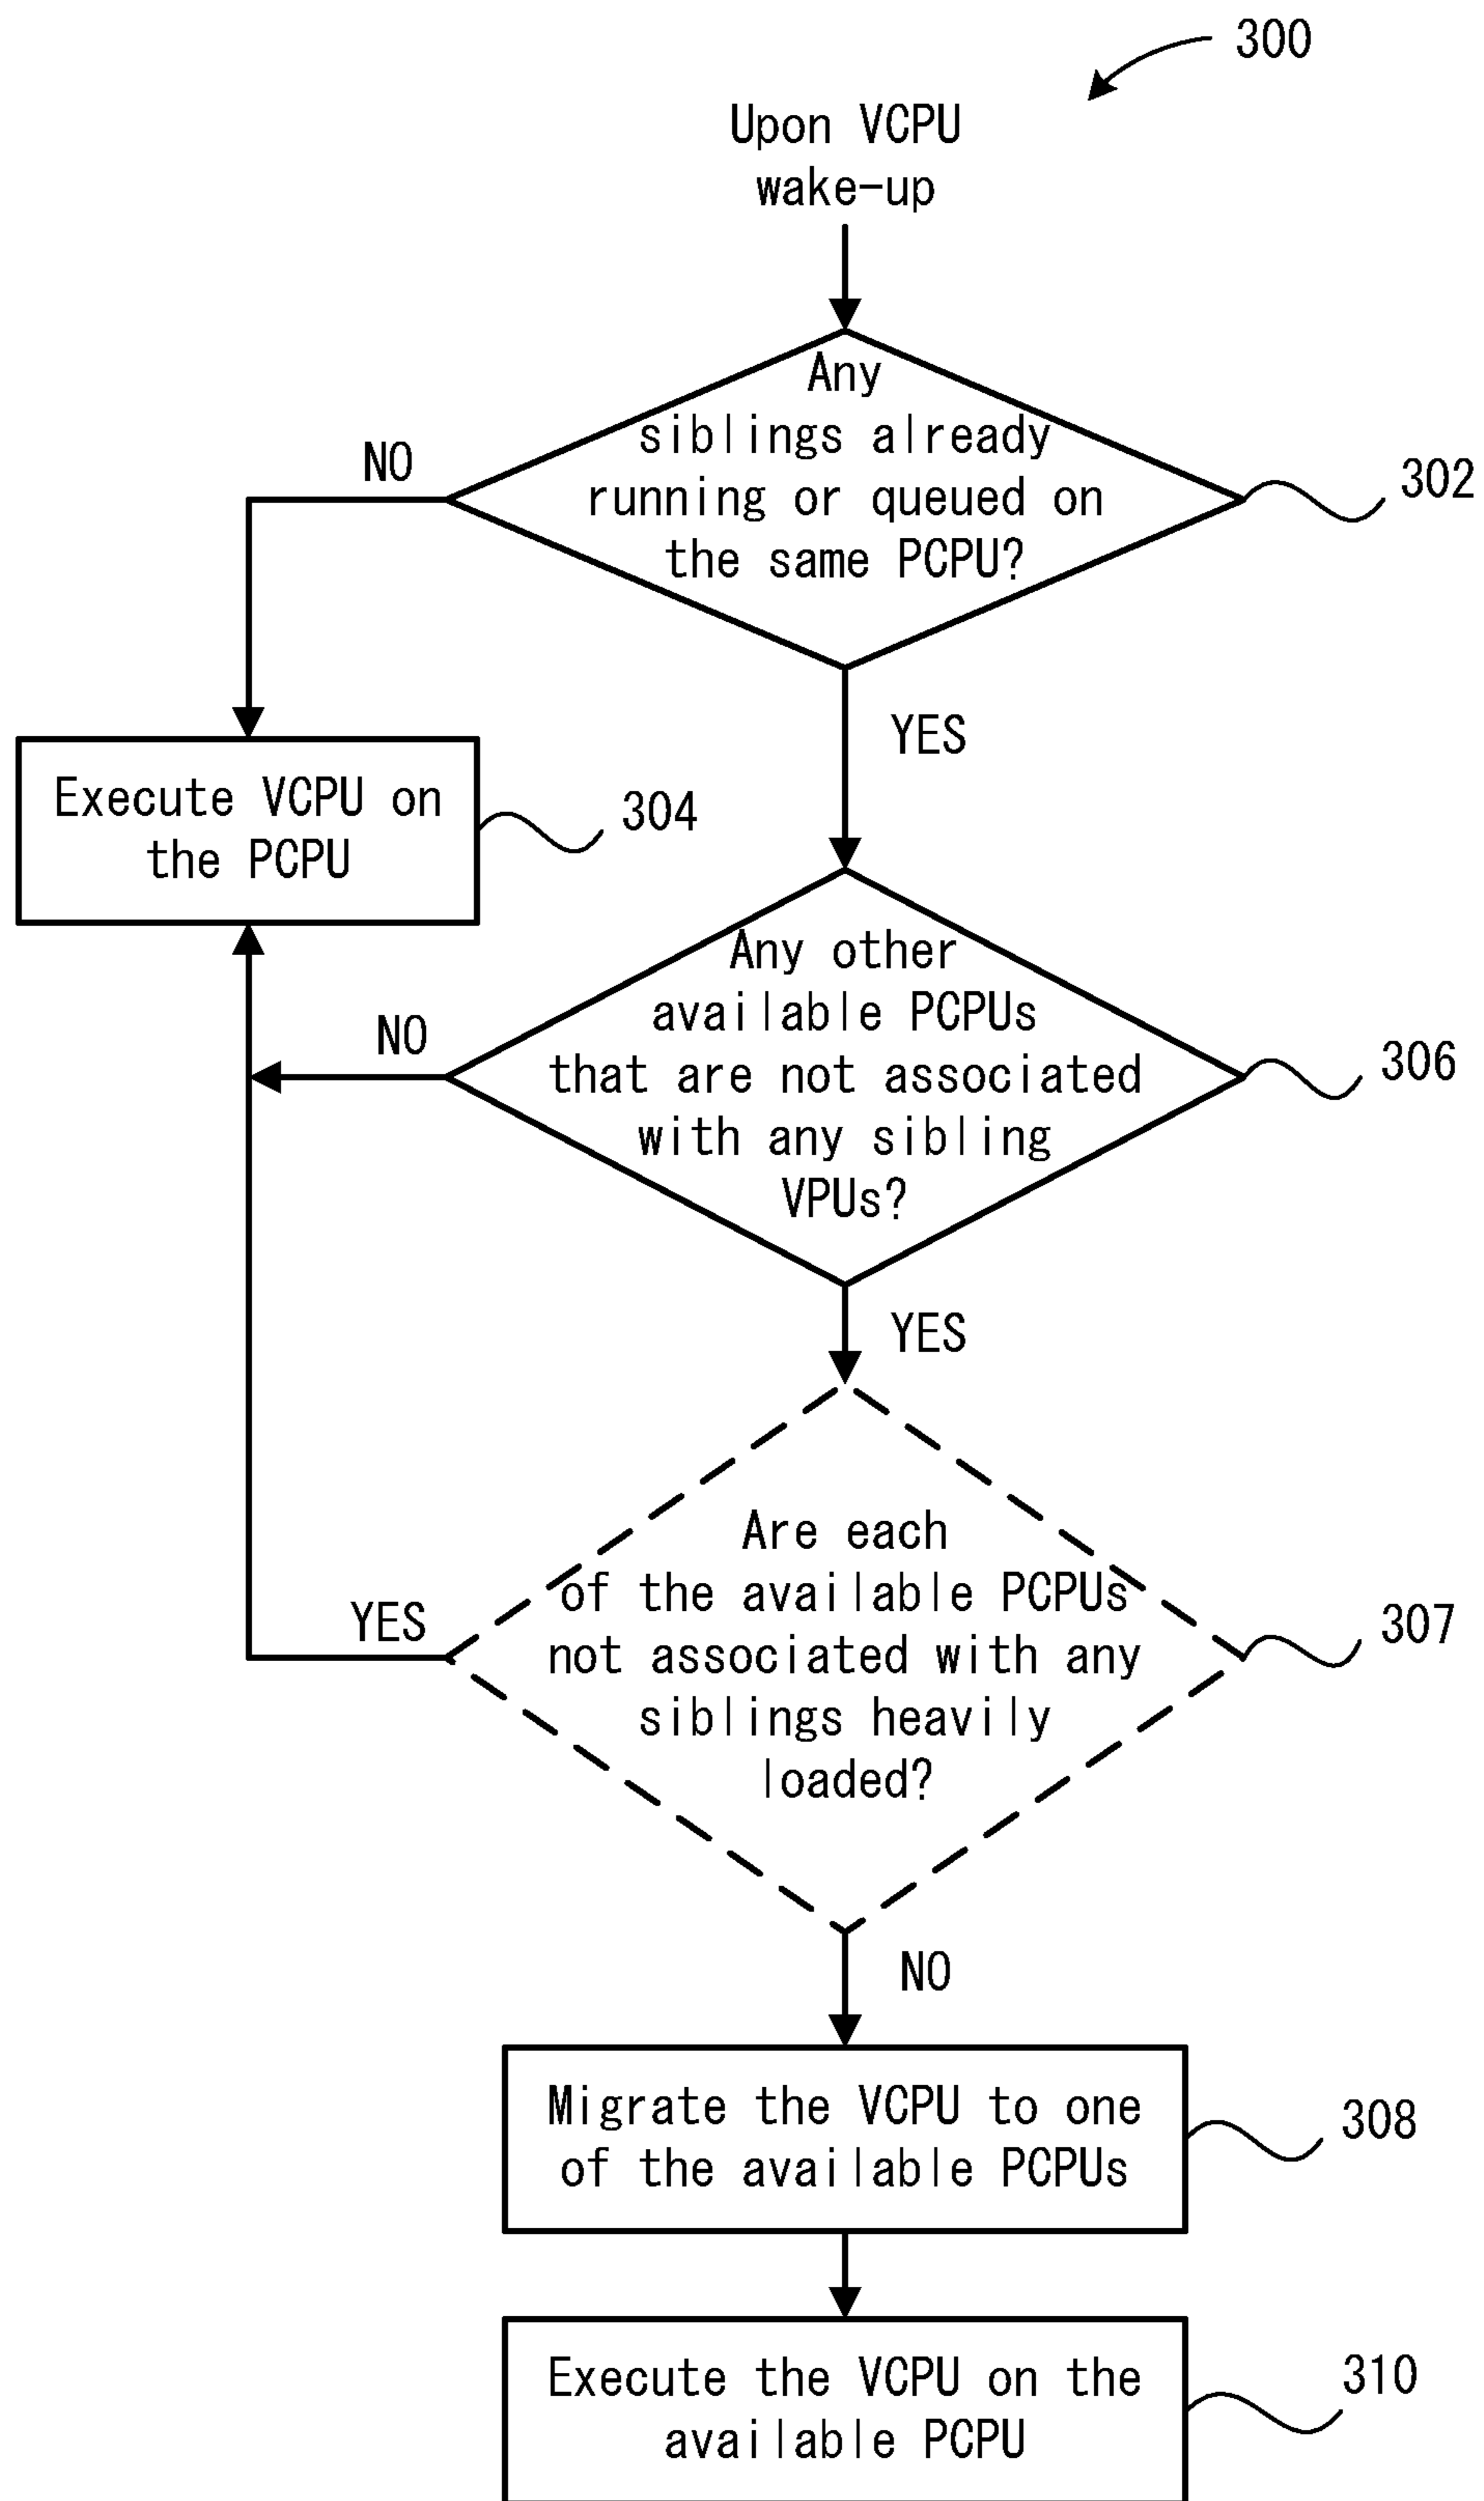 300
Upon VCPU
wake-up
Any
siblings already
running or queued on
the same PCPU?
302
NO
YES
Execute VCPU on
the PCPU
304
Any other
available PCPUs
that are not associated
with any sibling
VPUs?
306
NO
YES
Are each
of the available PCPUs
not associated with any
siblings heavily
loaded?
307
YES
NO
Migrate the VCPU to one
of the available PCPUs
308
Execute the VCPU on the
available PCPU
310